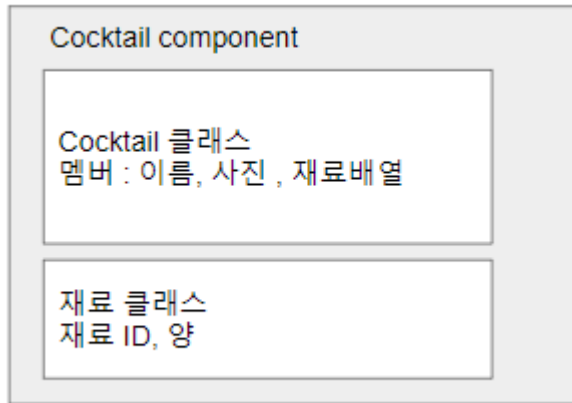 Cocktail component
Cocktail 클래스
멤버 : 이름, 사진 , 재료배열
재료 클래스
재료 ID, 양